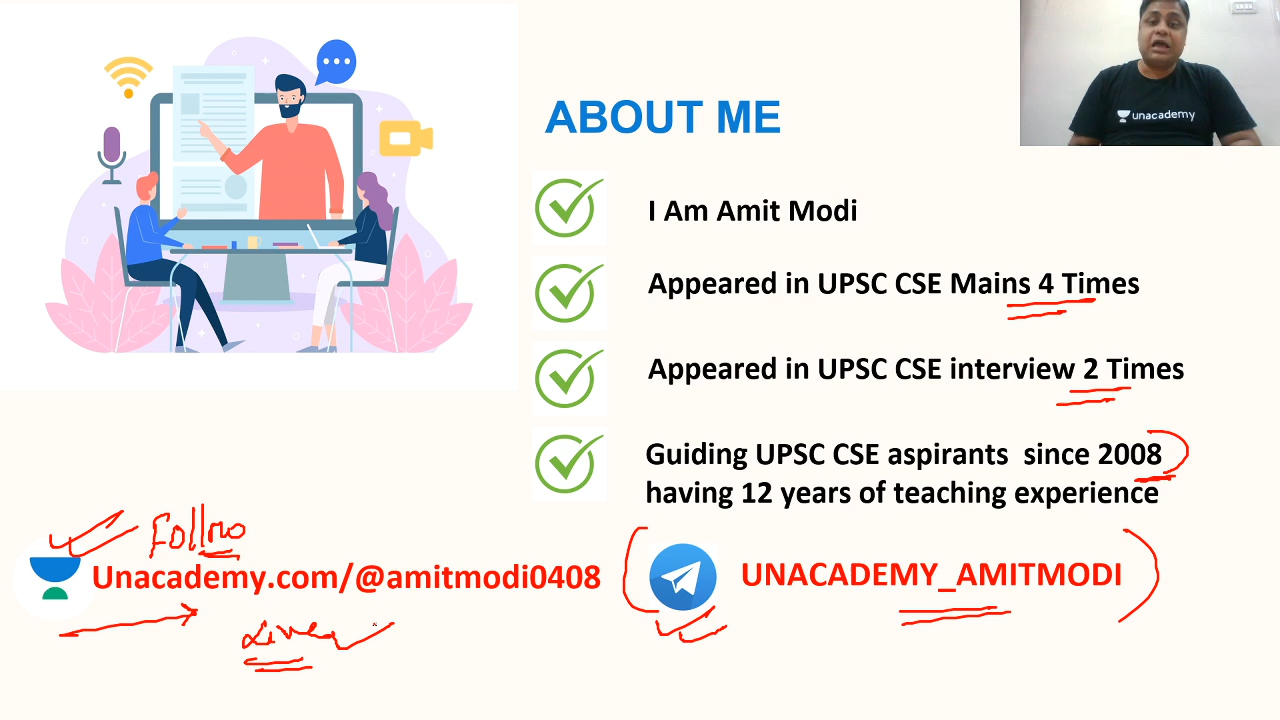 unacademy
ABOUT ME
I Am Amit Modi
Appeared in UPSC CSE Mains 4 Times
Appeared in UPSC CSE interview 2 Times
Guiding UPSC CSE aspirants since 2008
having 12 years of teaching experience
Follow
Unacademy.com/@amitmodi0408
UNACADEMY_AMITMODI